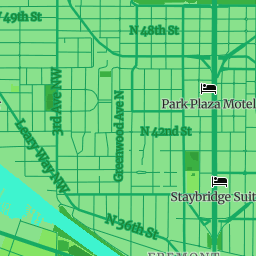 N 49th St
N 48th St
Park Plaza Motel
3rd Ave NW
Greenwood Ave N
N 42nd St
Leary Way NW
Staybridge Suit
N 36th St
FREMONT